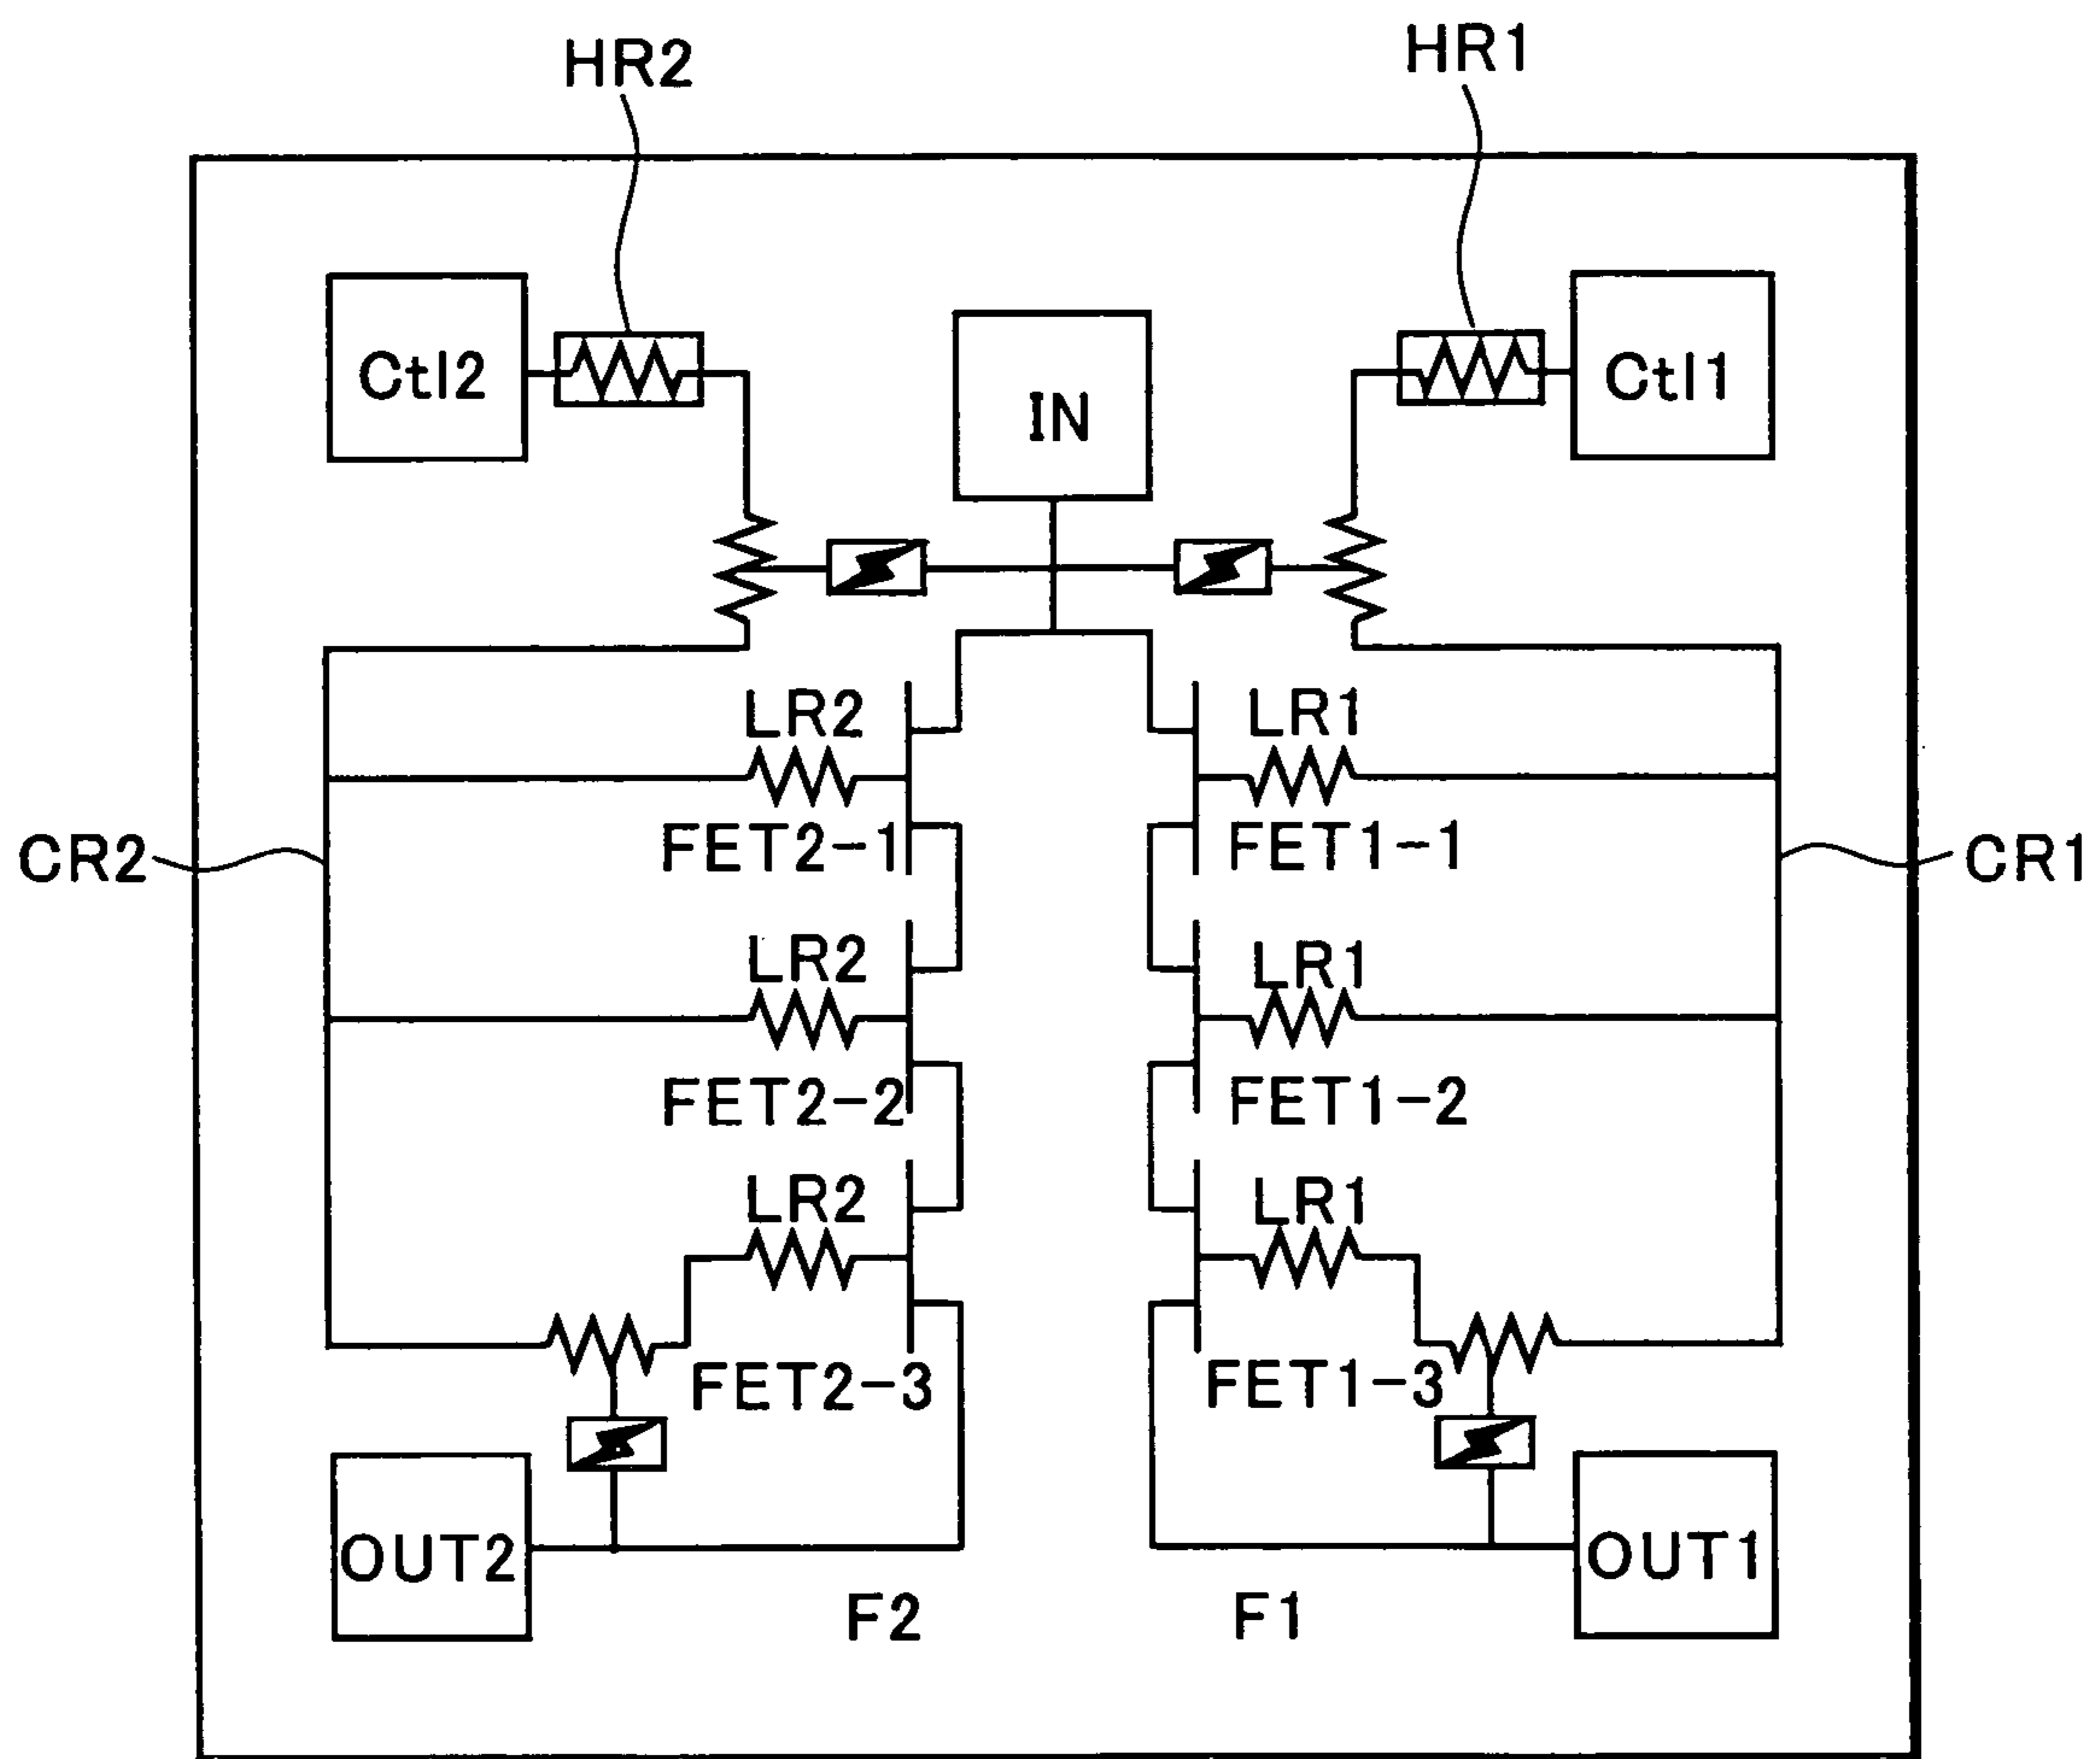 HR2 HR1
Ctl2 IN Ctl1
LR2 LR1
FET2-1 FET1-1
CR2 CR1
LR2 LR1
FET2-2 FET1-2
LR2 LR1
FET2-3 FET1-3
OUT2 OUT1
F2 F1